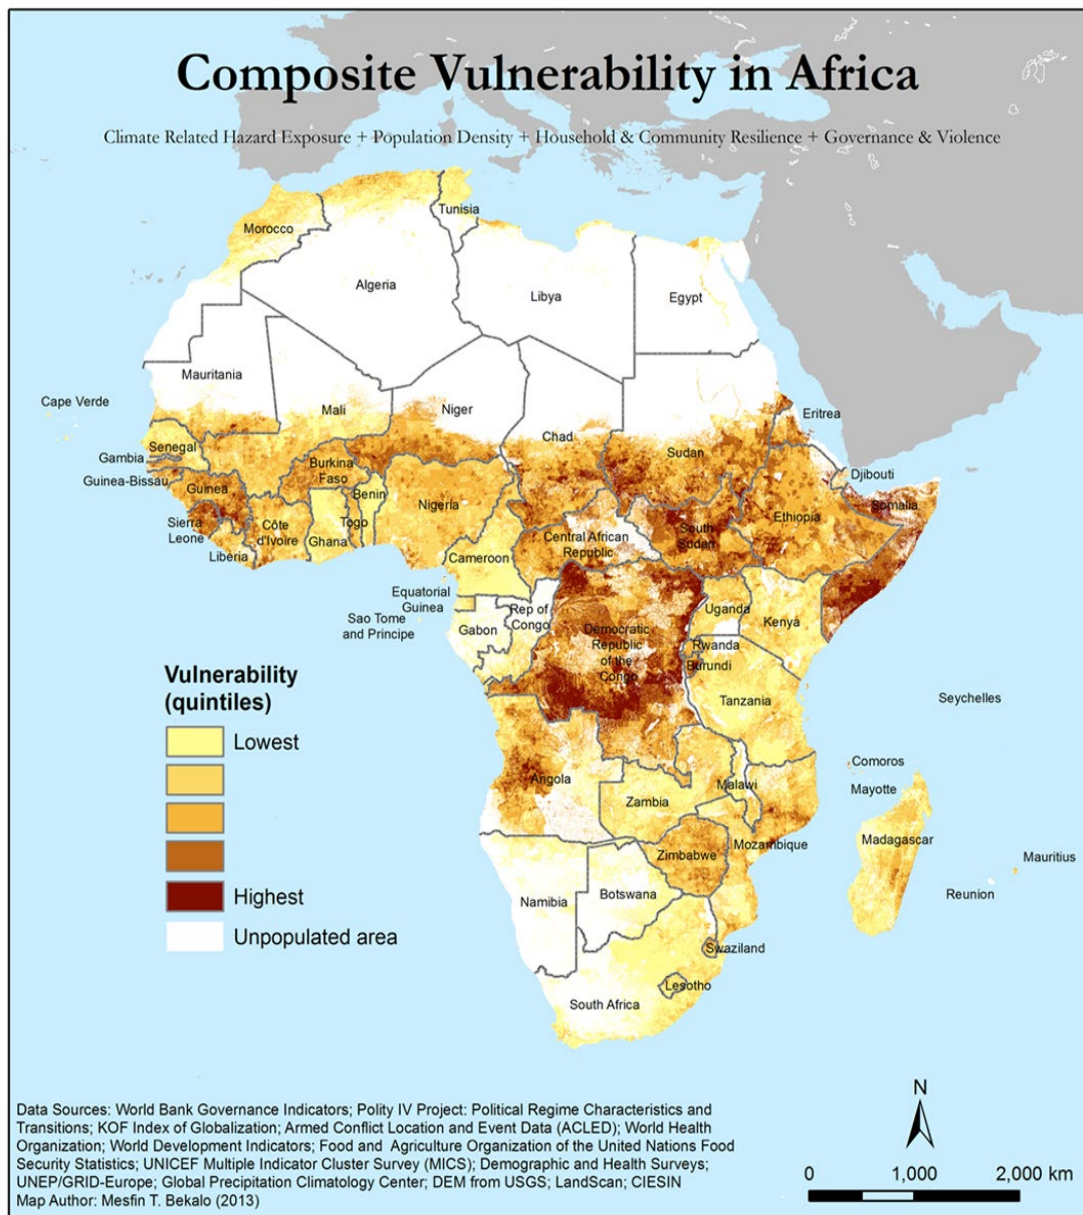 Composite Vulnerability in Africa
Climate Related Hazard Exposure + Population Density + Household & Community Resilience + Governance & Violence
Tunisia
Morocco
Algeria
Libya
Egypt
Mauritania
Cape Verde
Mali
Niger
Chad
Eritrea
Senegal
Sudan
Gambia
Burkina
Faso
Djibouti
Guinea-Bissau
Guinea
Benin
Nigeria
Somalia
Ethiopia
Sierra
Leone
Côte
d'Ivoire
Togo
Ghana
South
Sudan
Central African
Republic
Liberia
Cameroon
Equatorial
Guinea
Rep of
Congo
Uganda
Kenya
Sao Tome
and Principe
Gabon
Democratic
Republic
of the
Congo
Rwanda
Burundi
Tanzania
Seychelles
Vulnerability
(quintiles)
Lowest
Highest
Unpopulated area
Comoros
Mayotte
Angola
Malawi
Zambia
Mozambique
Madagascar
Zimbabwe
Mauritius
Reunion
Namibia
Botswana
Swaziland
Lesotho
South Africa
N
0 1,000 2,000 km
Data Sources: World Bank Governance Indicators; Polity IV Project: Political Regime Characteristics and
Transitions; KOF Index of Globalization; Armed Conflict Location and Event Data (ACLED); World Health
Organization; World Development Indicators; Food and Agriculture Organization of the United Nations Food
Security Statistics; UNICEF Multiple Indicator Cluster Survey (MICS); Demographic and Health Surveys;
UNEP/GRID-Europe; Global Precipitation Climatology Center; DEM from USGS; LandScan; CIESIN
Map Author: Mesfin T. Bekalo (2013)